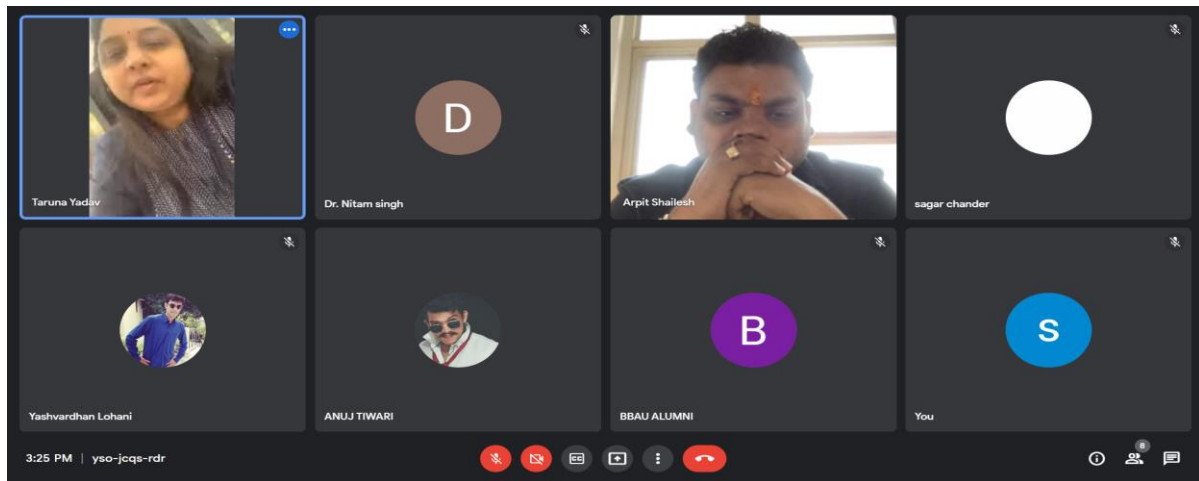 D
Taruna Yadav
Dr. Nitam singh
Arpit Shailesh
sagar chander
B
S
Yashvardhan Lohani
ANUJ TIWARI
BBAU ALUMNI
You
3:25 PM | yso-jcqs-rdr
CC
8